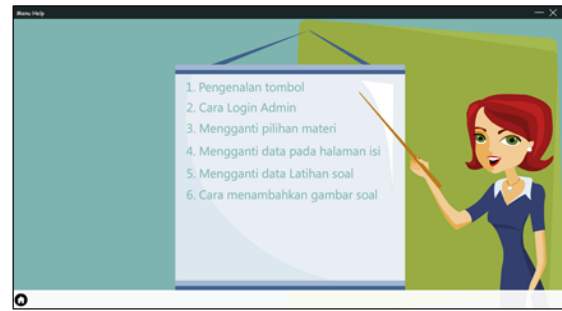 Manu Help
1. Pengenalan tombol
2. Cara Login Admin
3. Mengganti pilihan materi
4. Mengganti data pada halaman isi
5. Mengganti data Latihan soal
6. Cara menambahkan gambar soal